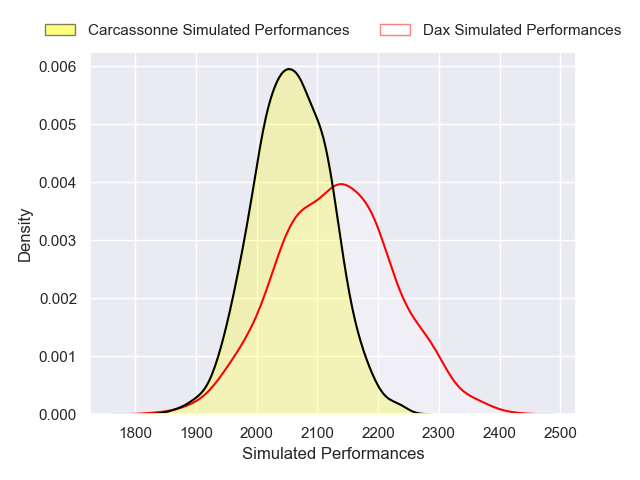 Carcassonne Simulated Performances
Dax Simulated Performances
0.006
0.005
0.004
0.003
0.002
0.001
0.000
Density
1800 1900 2000 2100 2200 2300 2400 2500
Simulated Performances